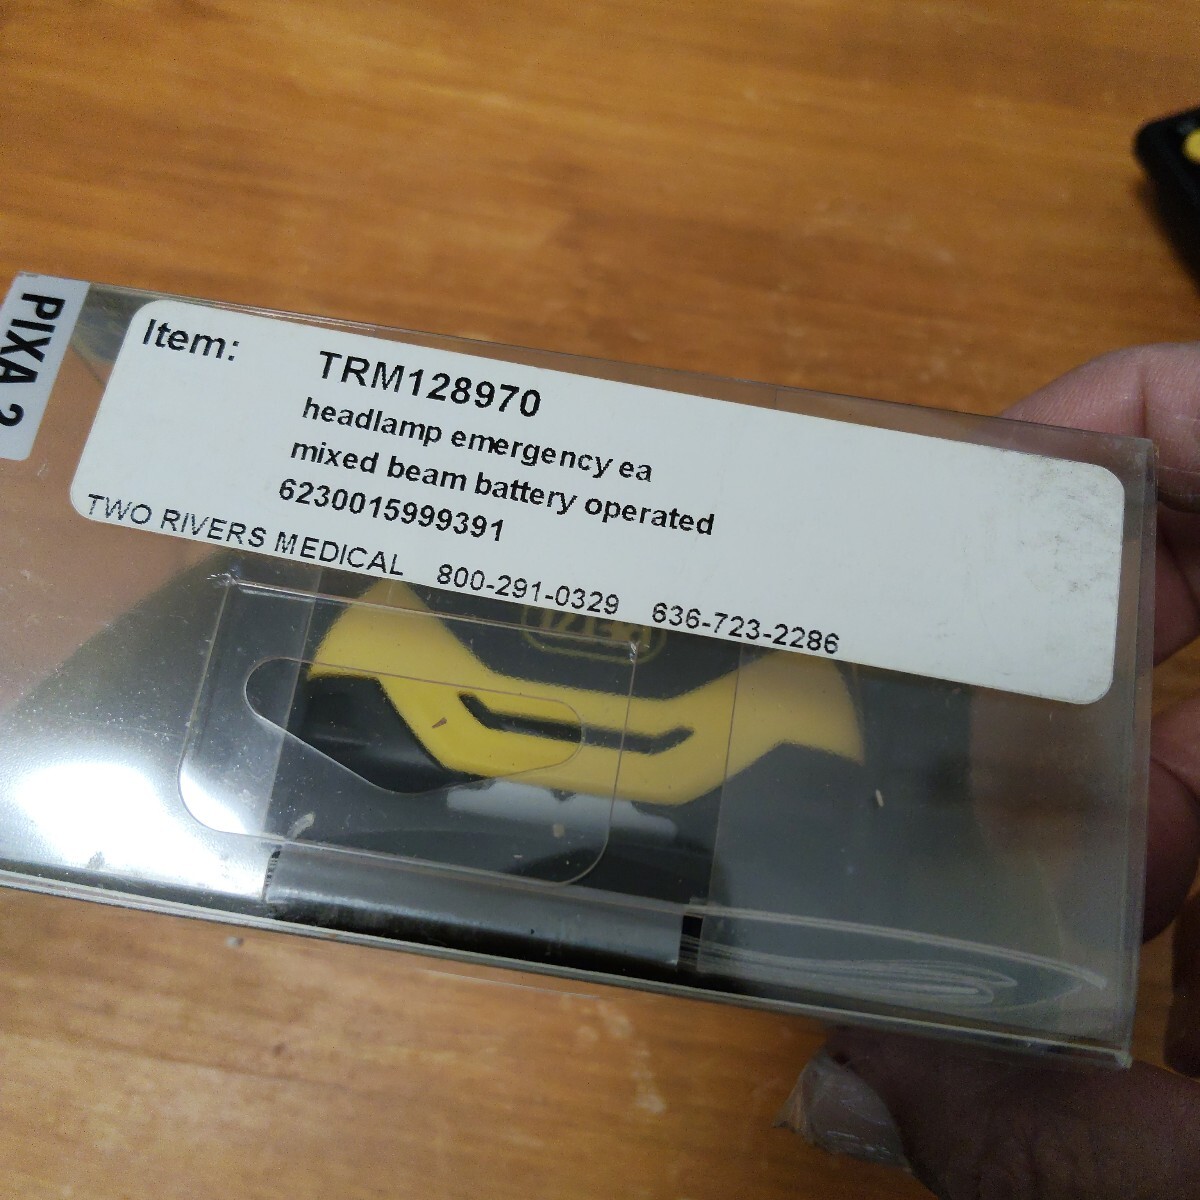 PIXA 2
Item: TRM128970
headlamp emergency ea
mixed beam battery operated
6230015999391
TWO RIVERS MEDICAL 800-291-0329 636-723-2286
PETZL